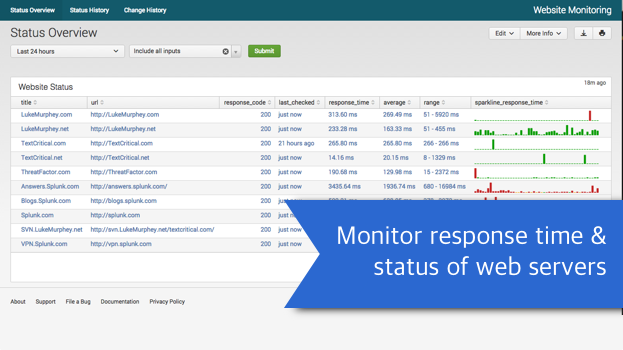 Status Overview Status History Change History Website Monitoring
Status Overview Edit More Info
Last 24 hours Include all inputs Submit
Website Status 18m ago
title url response_code last_checked response_time average range sparkline_response_time
LukeMurphey.com http://LukeMurphey.com 200 just now 313.60 ms 269.49 ms 51 - 5920 ms
LukeMurphey.net http://LukeMurphey.net 200 just now 233.28 ms 163.33 ms 51 - 455 ms
TextCritical.com http://TextCritical.com 200 21 hours ago 265.80 ms 265.80 ms 266 - 266 ms
TextCritical.net http://TextCritical.net 200 just now 14.16 ms 20.15 ms 8 - 1329 ms
ThreatFactor.com http://ThreatFactor.com 200 just now 190.68 ms 129.98 ms 15 - 2372 ms
Answers.Splunk.com http://answers.splunk.com/ 200 just now 3435.64 ms 1936.74 ms 680 - 16984 ms
Blogs.Splunk.com http://blogs.splunk.com 200
Splunk.com http://splunk.com 200 just now
SVN.LukeMurphey.net http://svn.LukeMurphey.net/textcritical.com/ 200 just now
VPN.Splunk.com http://vpn.splunk.com 200 just now
Monitor response time &
status of web servers
About Support File a Bug Documentation Privacy Policy